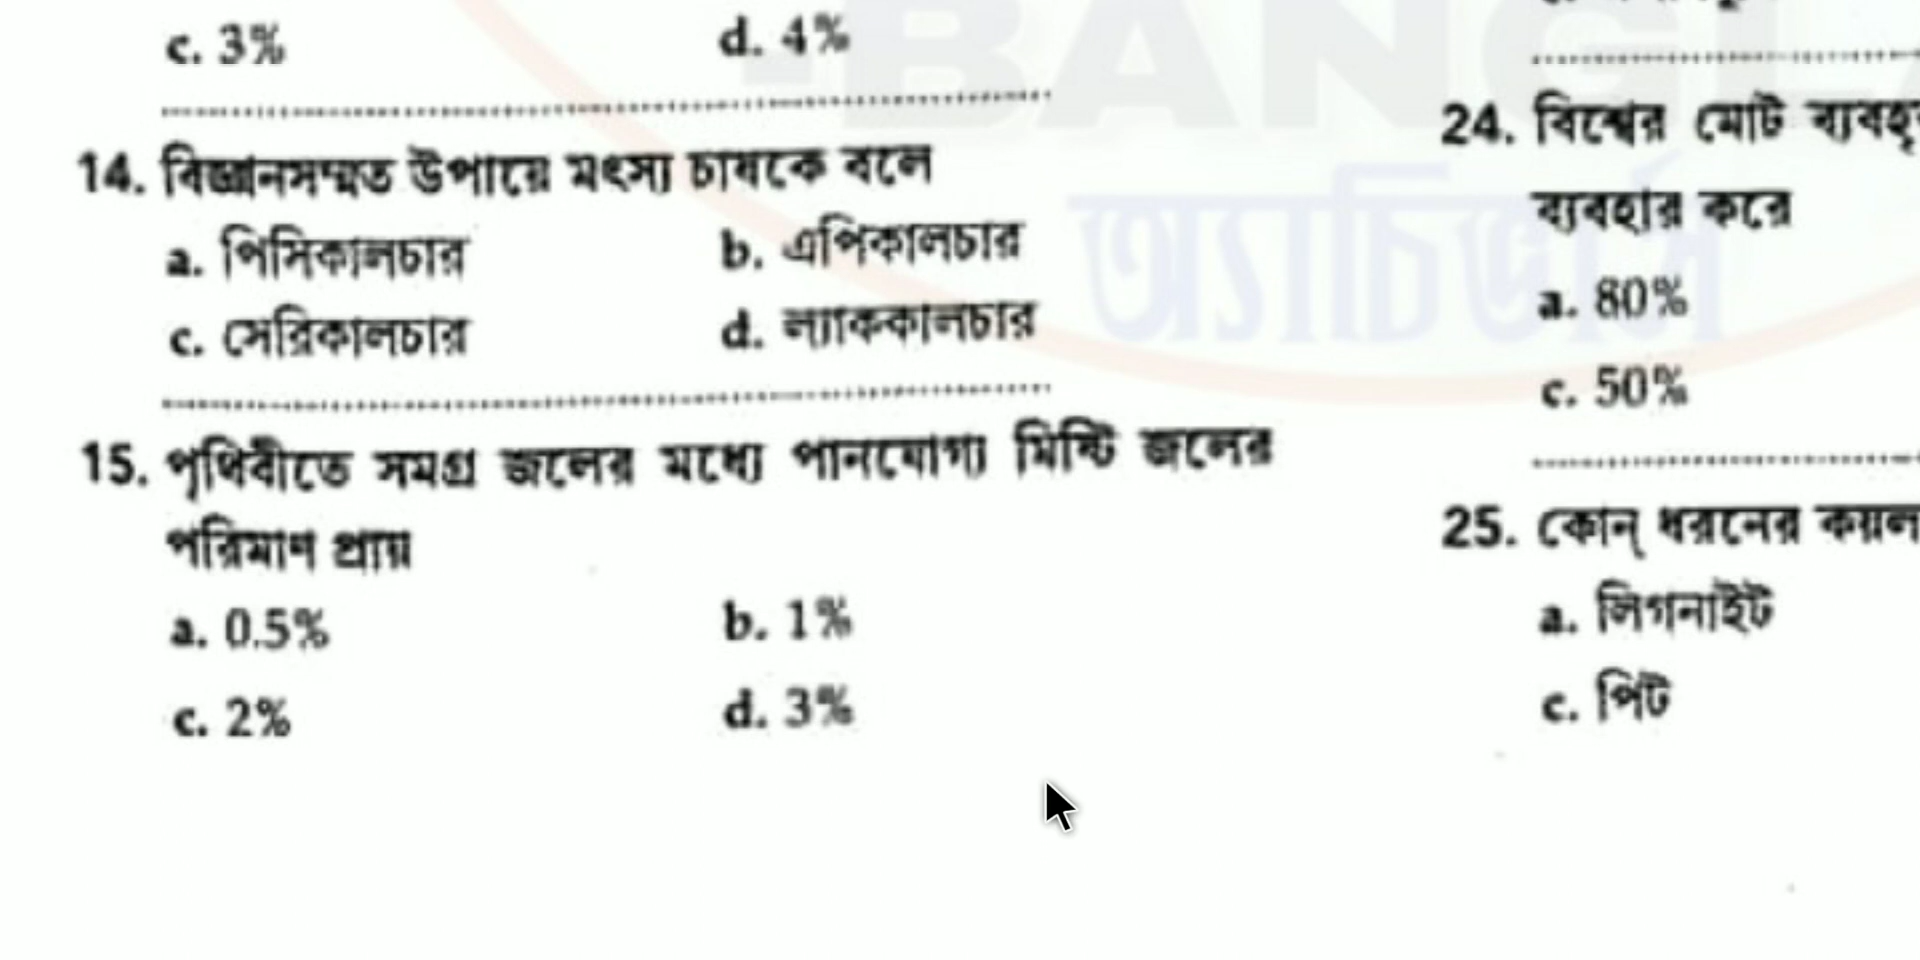 c. 3%
d. 4%
14. বিজ্ঞানসম্মত উপায়ে মৎস্য চাষকে বলে
a. পিসিকালচার
b. এপিকালচার
c. সেরিকালচার
d. ল্যাককালচার
15. পৃথিবীতে সমগ্র জলের মধ্যে পানযোগ্য মিষ্টি জলের
পরিমাণ প্রায়
a. 0.5%
b. 1%
c. 2%
d. 3%
24. বিশ্বের মোট
ব্যবহার করে
a. 80%
c. 50%
25. কোন্ ধরনের
a. লিগনাইট
c. পিট